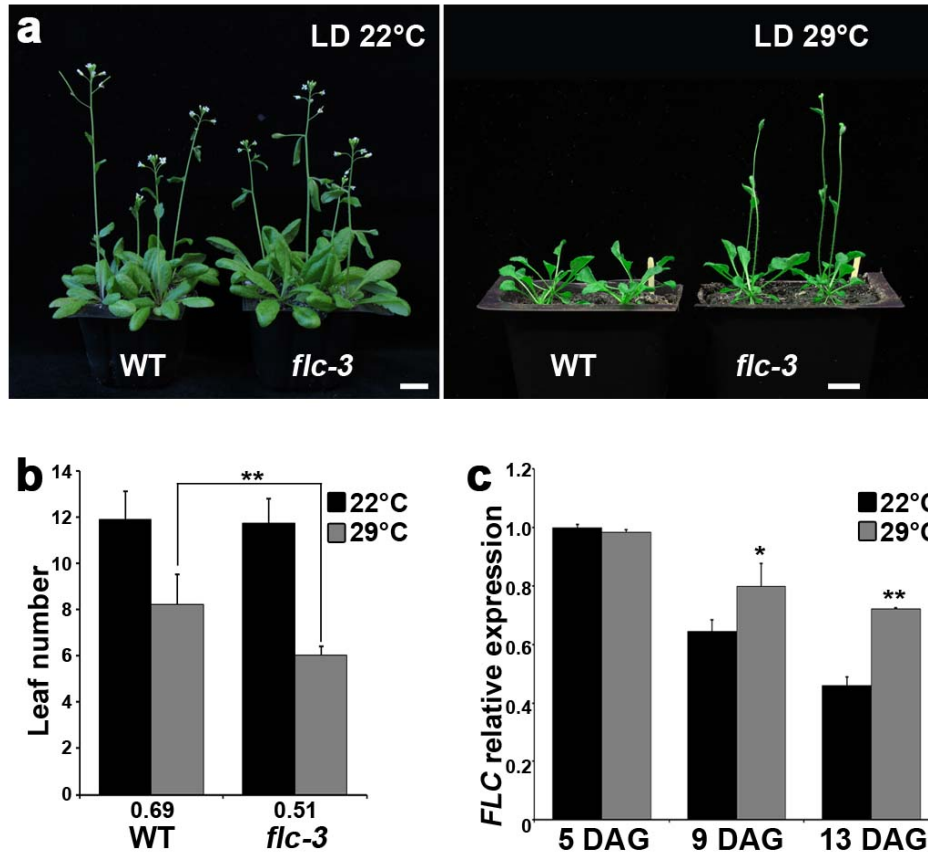 a
LD 22°C
LD 29°C
WT
flc-3
WT
flc-3
b
Leaf number
14
12
10
8
6
4
2
0
**
22°C
29°C
0.69
0.51
WT
flc-3
c
FLC relative expression
1.2
1.0
0.8
0.6
0.4
0.2
0
*
**
22°C
29°C
5 DAG
9 DAG
13 DAG